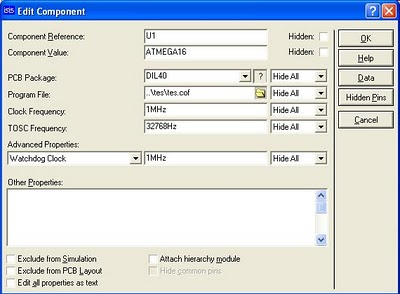 ISIS Edit Component
Component Reference: U1 Hidden: OK
Component Value: ATMEGA16 Hidden: Help
PCB Package: DIL40 ? Hide All Data
Program File: ..\tes\tes.cof Hide All Hidden Pins
Clock Frequency: 1MHz Hide All Cancel
TOSC Frequency: 32768Hz Hide All
Advanced Properties:
Watchdog Clock 1MHz Hide All
Other Properties:
Exclude from Simulation Attach hierarchy module
Exclude from PCB Layout Hide common pins
Edit all properties as text